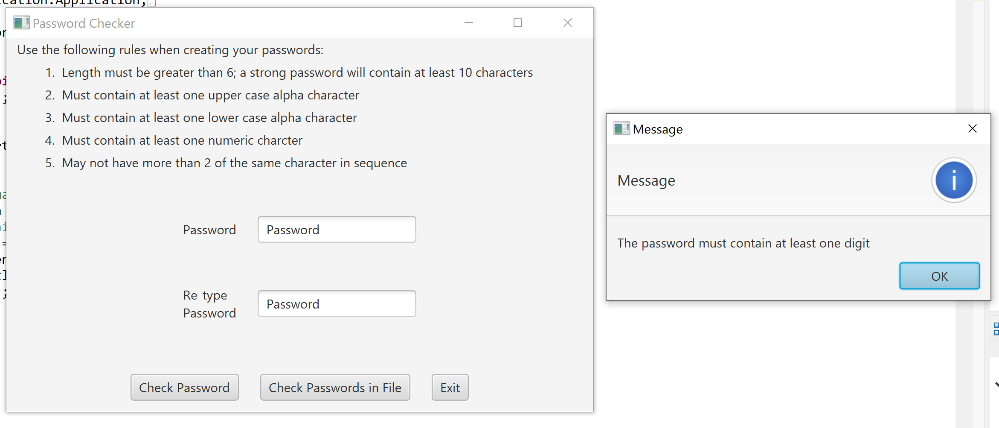 ication.Application;
Password Checker
Use the following rules when creating your passwords:
1. Length must be greater than 6; a strong password will contain at least 10 characters
2. Must contain at least one upper case alpha character
3. Must contain at least one lower case alpha character
4. Must contain at least one numeric charcter
5. May not have more than 2 of the same character in sequence
Password
Password
Re-type
Password
Password
Check Password
Check Passwords in File
Exit
Message
Message
The password must contain at least one digit
OK